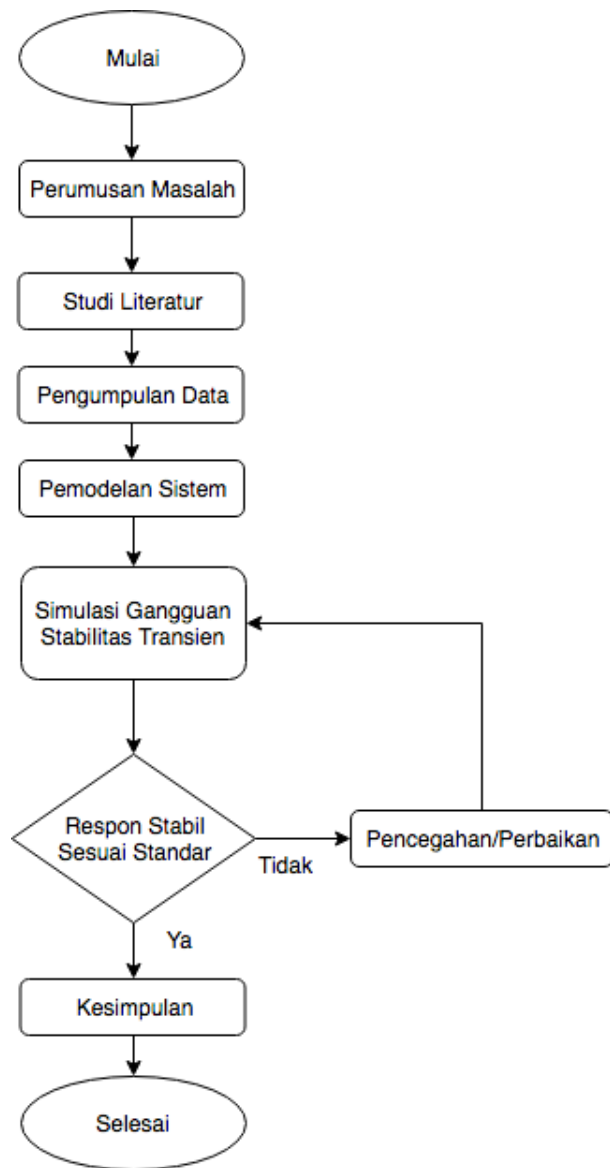 Mulai
Perumusan Masalah
Studi Literatur
Pengumpulan Data
Pemodelan Sistem
Simulasi Gangguan
Stabilitas Transien
Respon Stabil
Sesuai Standar
Tidak
Pencegahan/Perbaikan
Ya
Kesimpulan
Selesai